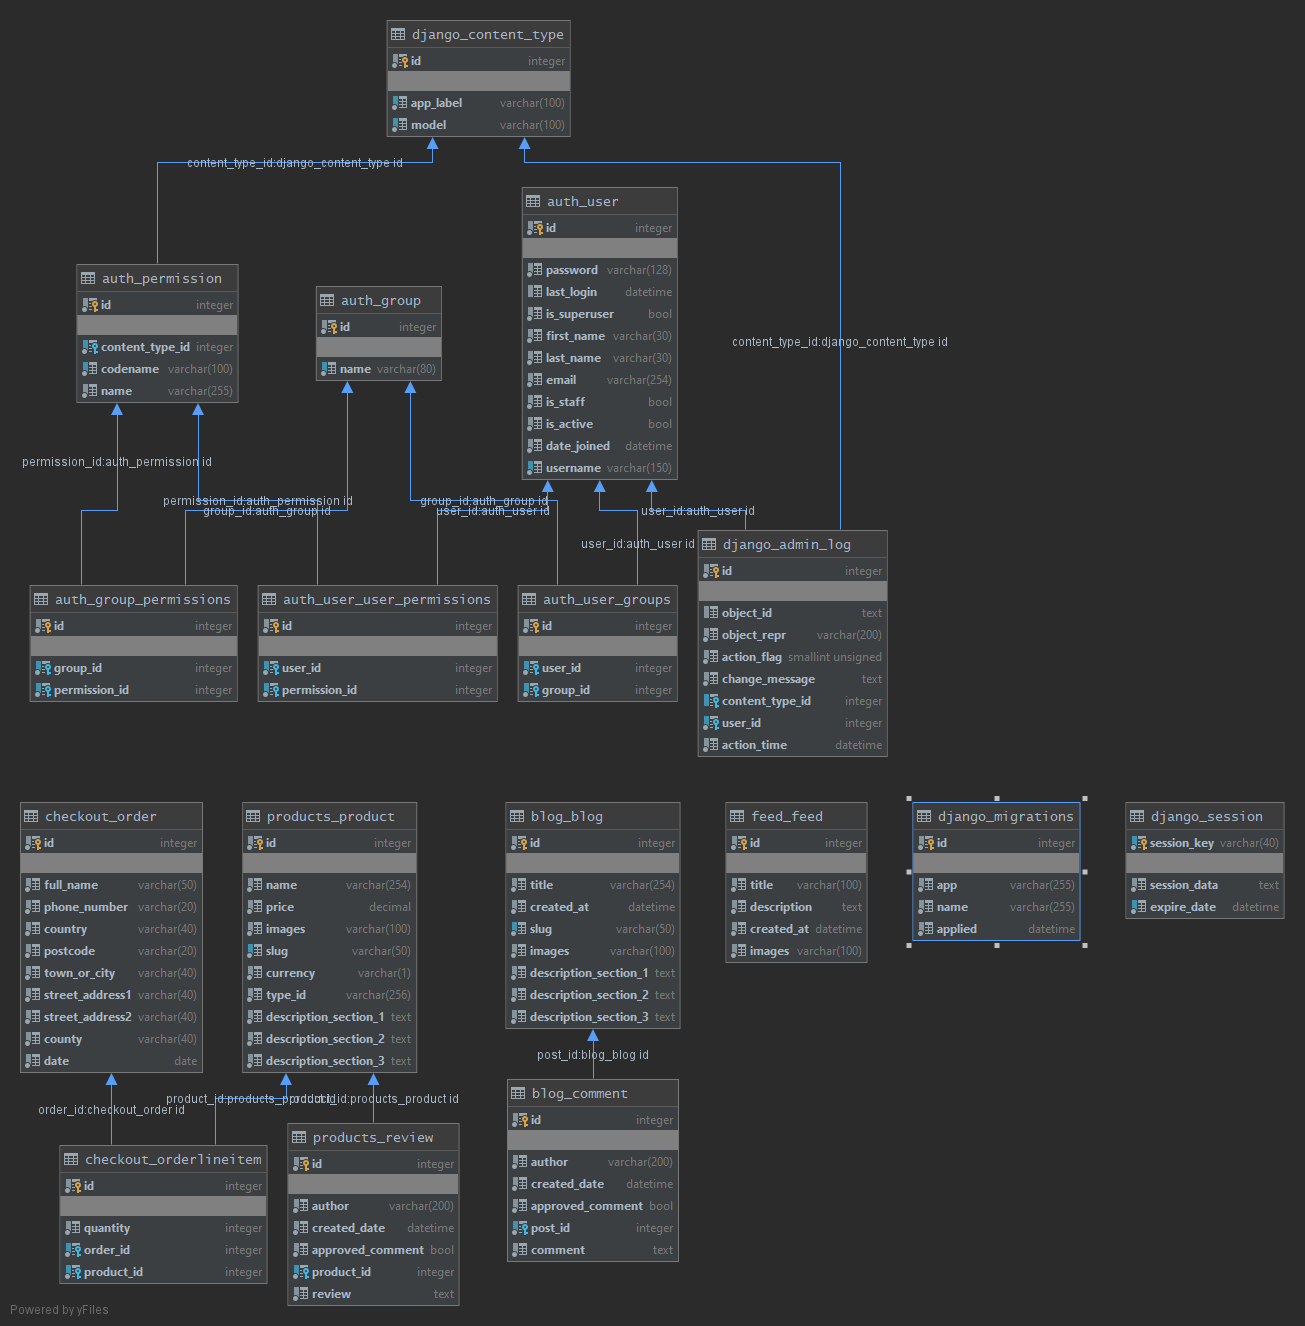 django_content_type
id integer
app_label varchar(100)
model varchar(100)
content_type_id:django_content_type id
auth_user
id integer
password varchar(128)
last_login datetime
is_superuser bool
first_name varchar(30)
last_name varchar(30)
email varchar(254)
is_staff bool
is_active bool
date_joined datetime
username varchar(150)
auth_permission
id integer
content_type_id integer
codename varchar(100)
name varchar(255)
auth_group
id integer
name varchar(80)
content_type_id:django_content_type id
permission_id:auth_permission id
permission_id:auth_permission id
group_id:auth_group id
group_id:auth_group id
user_id:auth_user id
user_id:auth_user id
user_id:auth_user id
django_admin_log
id integer
object_id text
object_repr varchar(200)
action_flag smallint unsigned
change_message text
content_type_id integer
user_id integer
action_time datetime
auth_group_permissions
id integer
group_id integer
permission_id integer
auth_user_user_permissions
id integer
user_id integer
permission_id integer
auth_user_groups
id integer
user_id integer
group_id integer
checkout_order
id integer
full_name varchar(50)
phone_number varchar(20)
country varchar(40)
postcode varchar(20)
town_or_city varchar(40)
street_address1 varchar(40)
street_address2 varchar(40)
county varchar(40)
date date
products_product
id integer
name varchar(254)
price decimal
images varchar(100)
slug varchar(50)
currency varchar(1)
type_id varchar(256)
description_section_1 text
description_section_2 text
description_section_3 text
blog_blog
id integer
title varchar(254)
created_at datetime
slug varchar(50)
images varchar(100)
description_section_1 text
description_section_2 text
description_section_3 text
feed_feed
id integer
title varchar(100)
description text
created_at datetime
images varchar(100)
django_migrations
id integer
app varchar(255)
name varchar(255)
applied datetime
django_session
session_key varchar(40)
session_data text
expire_date datetime
post_id:blog_blog id
order_id:checkout_order id
product_id:products_product id
product_id:products_product id
checkout_orderlineitem
id integer
quantity integer
order_id integer
product_id integer
products_review
id integer
author varchar(200)
created_date datetime
approved_comment bool
product_id integer
review text
blog_comment
id integer
author varchar(200)
created_date datetime
approved_comment bool
post_id integer
comment text
Powered by yFiles